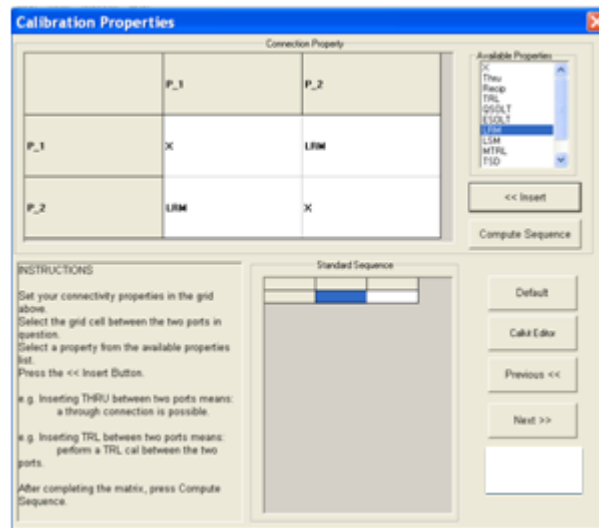 Calibration Properties
Connection Property
P_1 P_2
P_1 X LRM
P_2 LRM X
Available Properties
X
Thru
Recip
TRL
QSOLT
ESOLT
LRM
LSM
MTRL
TSD
<< Insert
Compute Sequence
INSTRUCTIONS
Set your connectivity properties in the grid
above.
Select the grid cell between the two ports in
question.
Select a property from the available properties
list.
Press the << Insert Button.
e.g. Inserting THRU between two ports means:
a through connection is possible.
e.g. Inserting TRL between two ports means:
perform a TRL cal between the two
ports.
After completing the matrix, press Compute
Sequence.
Standard Sequence
Default
Calkit Editor
Previous <<
Next >>